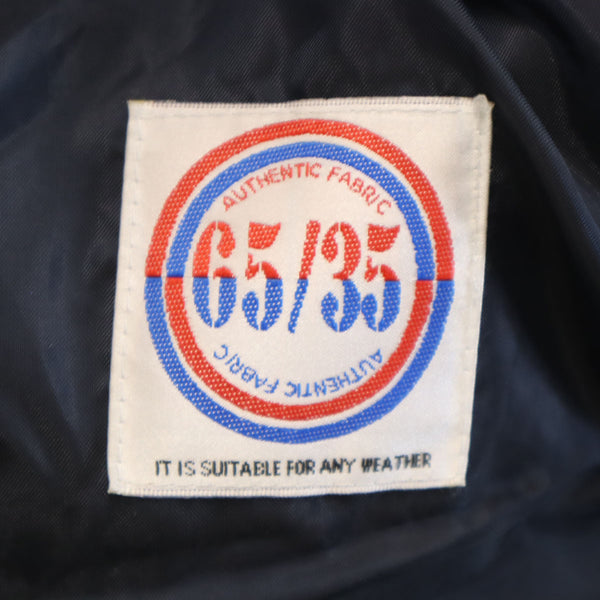 AUTHENTIC FABRIC
65/35
AUTHENTIC FABRIC
IT IS SUITABLE FOR ANY WEATHER